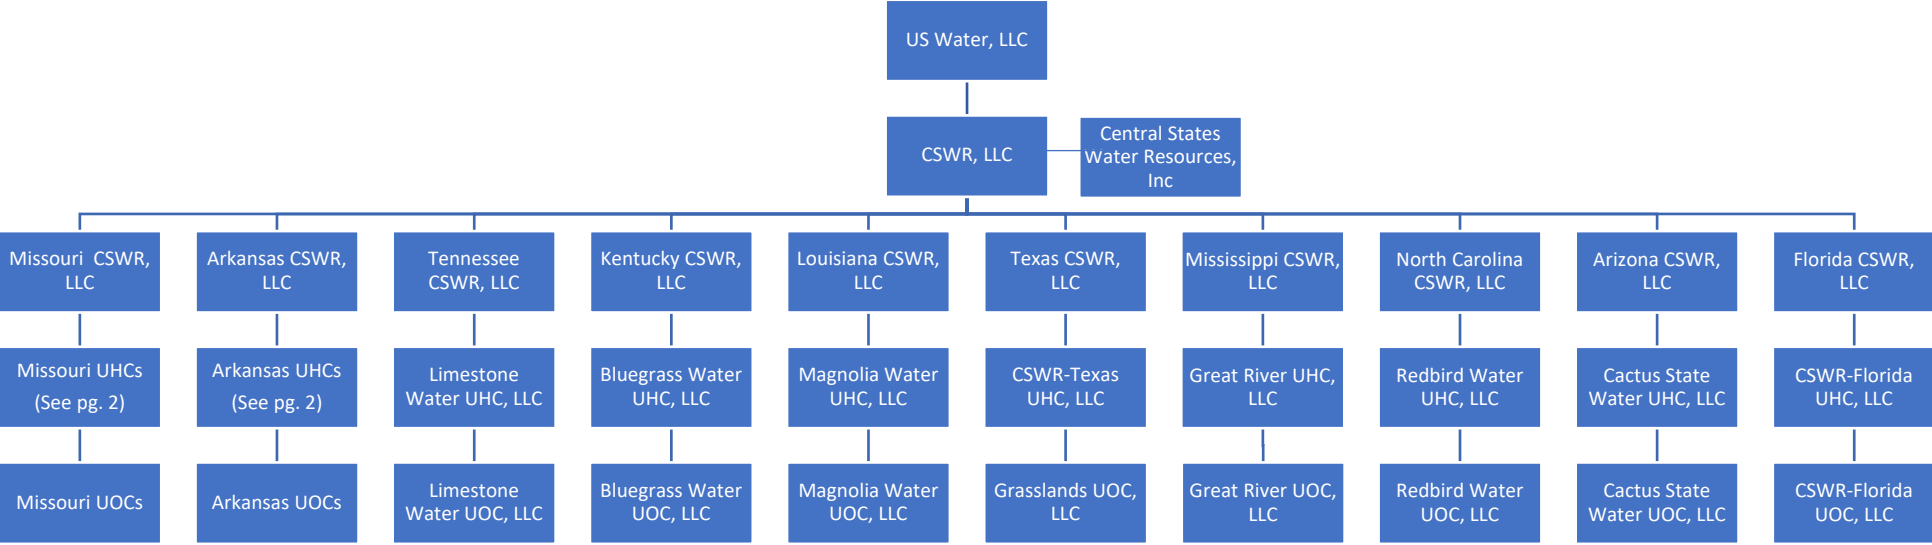 US Water, LLC
CSWR, LLC
Central States
Water Resources,
Inc
Missouri CSWR,
LLC
Arkansas CSWR,
LLC
Tennessee
CSWR, LLC
Kentucky CSWR,
LLC
Louisiana CSWR,
LLC
Texas CSWR,
LLC
Mississippi CSWR,
LLC
North Carolina
CSWR, LLC
Arizona CSWR,
LLC
Florida CSWR,
LLC
Missouri UHCs
(See pg. 2)
Arkansas UHCs
(See pg. 2)
Limestone
Water UHC, LLC
Bluegrass Water
UHC, LLC
Magnolia Water
UHC, LLC
CSWR-Texas
UHC, LLC
Great River UHC,
LLC
Redbird Water
UHC, LLC
Cactus State
Water UHC, LLC
CSWR-Florida
UHC, LLC
Missouri UOCs
Arkansas UOCs
Limestone
Water UOC, LLC
Bluegrass Water
UOC, LLC
Magnolia Water
UOC, LLC
Grasslands UOC,
LLC
Great River UOC,
LLC
Redbird Water
UOC, LLC
Cactus State
Water UOC, LLC
CSWR-Florida
UOC, LLC